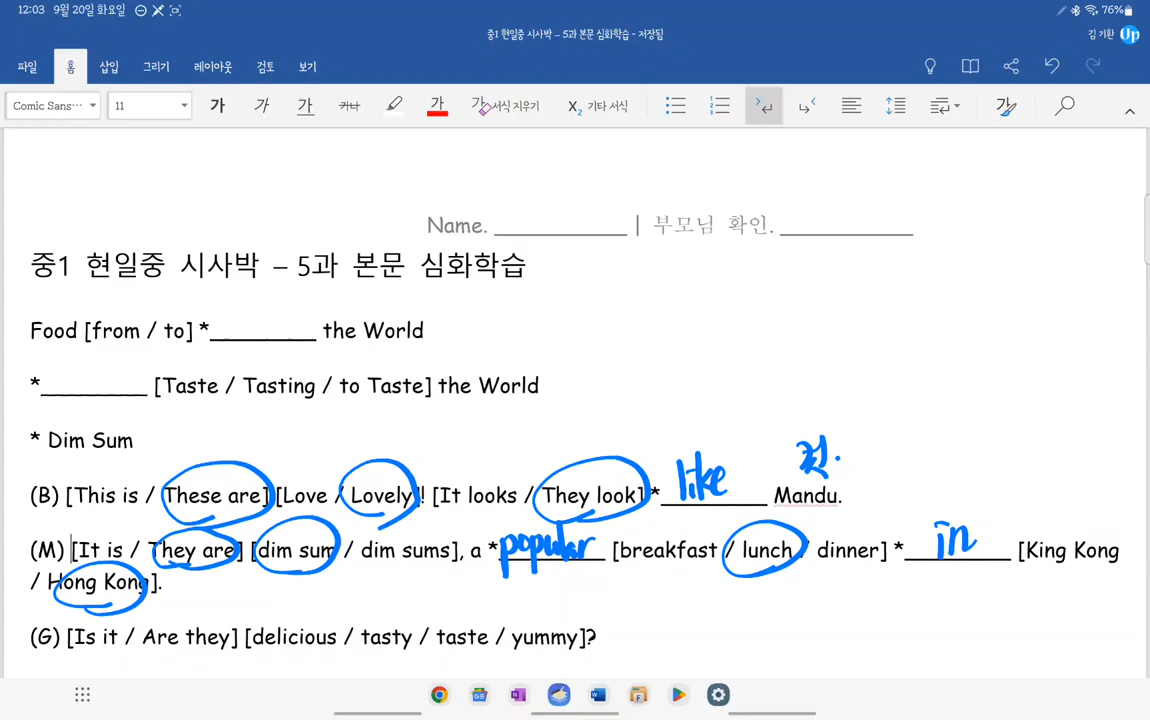 12:03 9월 20일 화요일 76%
중1 현일중 시사박 – 5과 본문 심화학습 - 저장됨
김 기환 Up
파일 홈 삽입 그리기 레이아웃 검토 보기
Comic Sans... 11 가 가 가 가나 가 가 서식 지우기 X₂ 기타 서식 가
Name. ____________ | 부모님 확인. ____________
중1 현일중 시사박 – 5과 본문 심화학습
Food [from / to] *________ the World
*________ [Taste / Tasting / to Taste] the World
* Dim Sum
(B) [This is / These are] [Love / Lovely]! [It looks / They look] * like Mandu.
(M) [It is / They are] [dim sum / dim sums], a * popular [breakfast / lunch / dinner] * in [King Kong
/ Hong Kong].
(G) [Is it / Are they] [delicious / tasty / taste / yummy]?